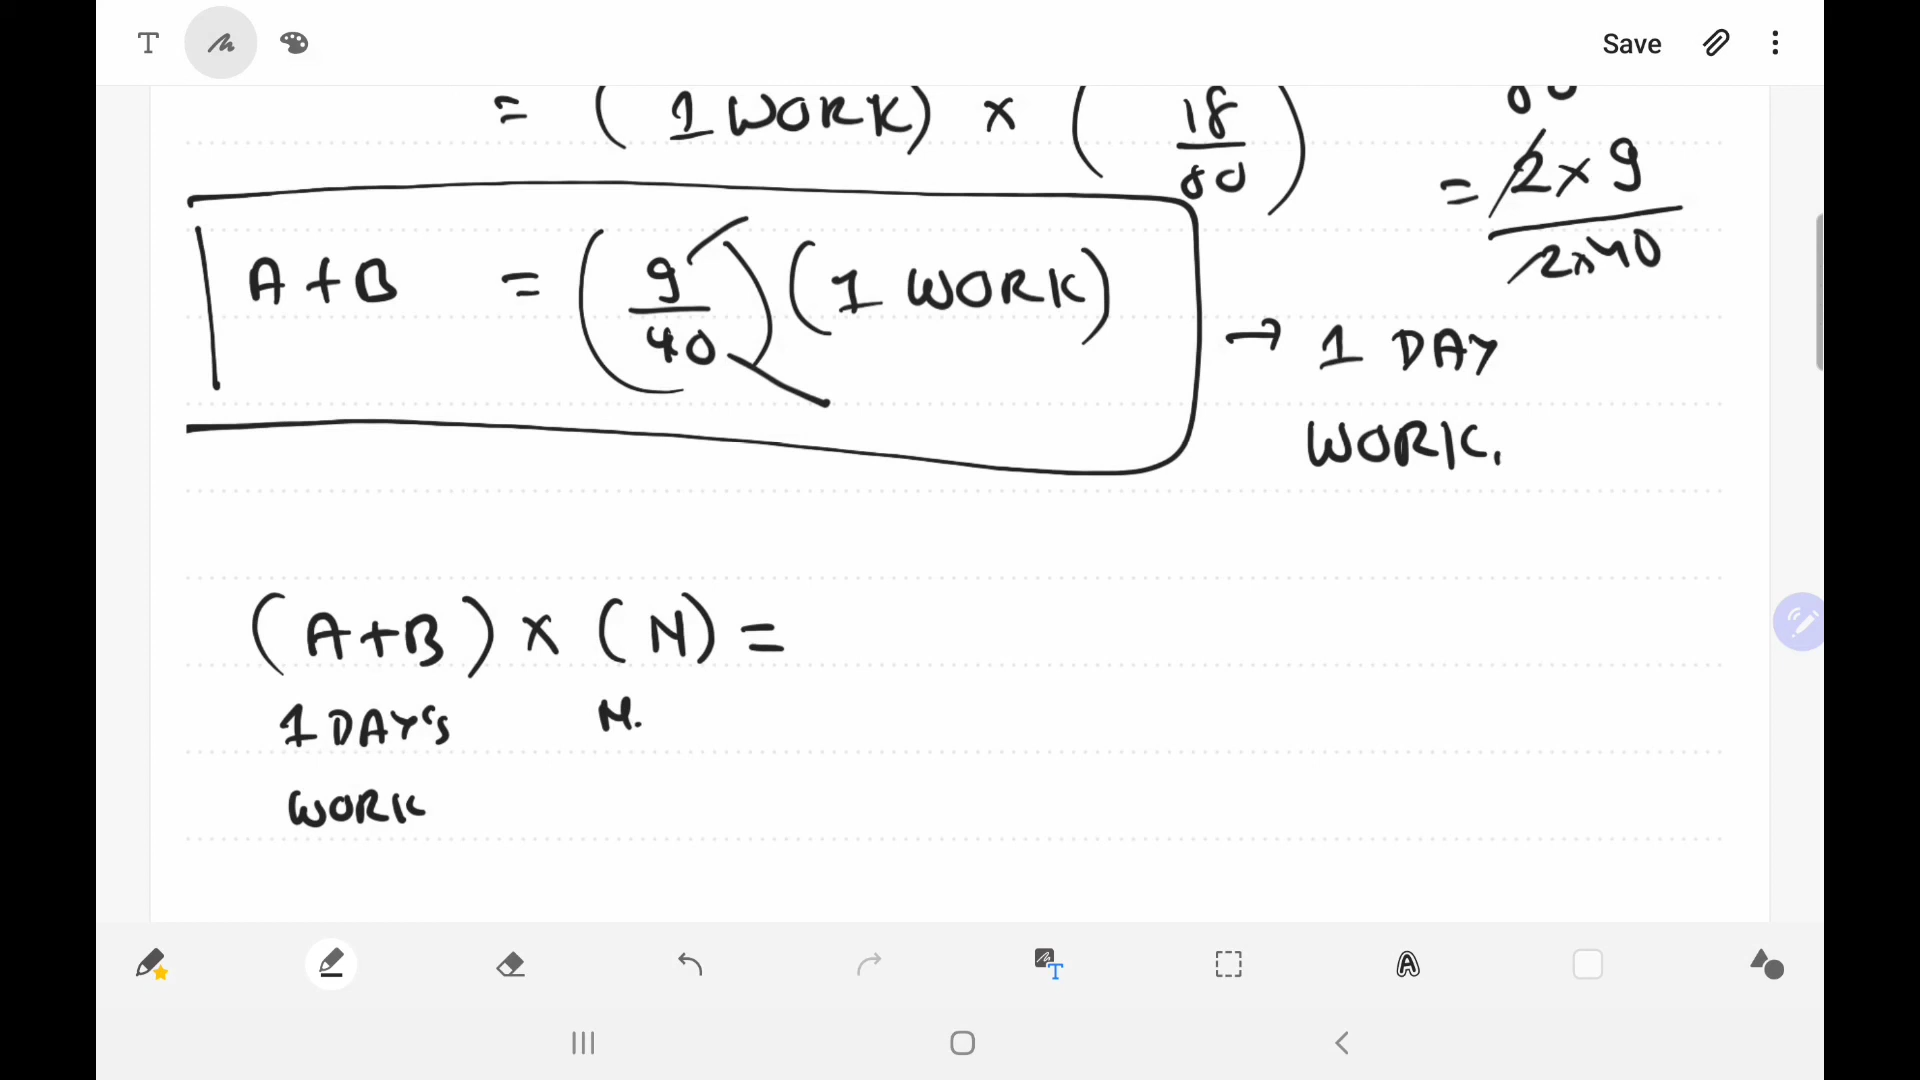 Save
= (1 WORK) × (18/80)
= 2×9/2×40
A+B = (9/40) (1 WORK)
→ 1 DAY
WORK.
(A+B) × (N) =
1 DAY'S N.
WORK